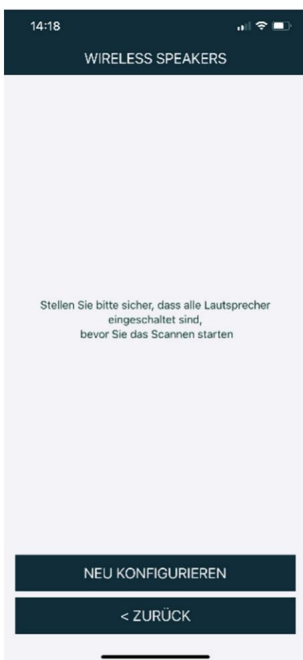 14:18
WIRELESS SPEAKERS
Stellen Sie bitte sicher, dass alle Lautsprecher
eingeschaltet sind,
bevor Sie das Scannen starten
NEU KONFIGURIEREN
< ZURÜCK